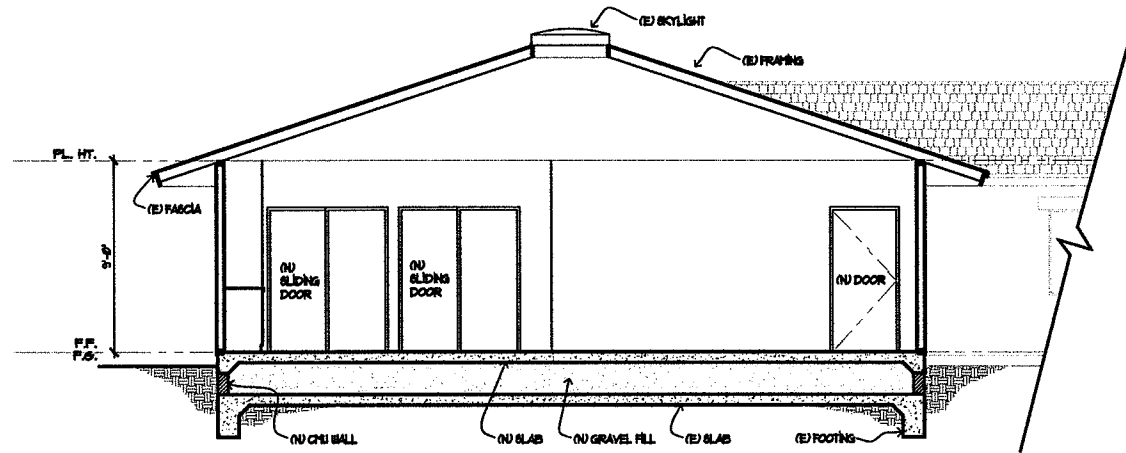 (E) SKYLIGHT
(E) FRAMING
PL. HT.
(E) FASCIA
9'-0"
(N)
SLIDING
DOOR
(N)
SLIDING
DOOR
(N) DOOR
F.F.
F.G.
(N) CMU WALL
(N) SLAB
(N) GRAVEL FILL
(E) SLAB
(E) FOOTING